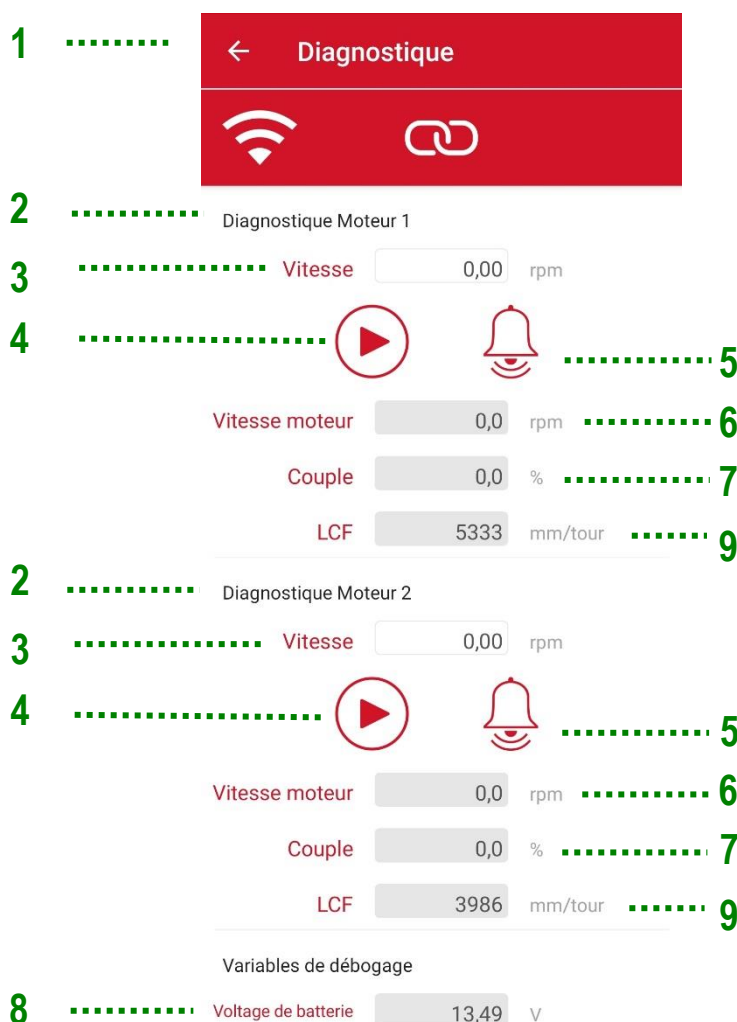 1 Diagnostique
2 Diagnostique Moteur 1
3 Vitesse 0,00 rpm
4
5
Vitesse moteur 0,0 rpm 6
Couple 0,0 % 7
LCF 5333 mm/tour 9
2 Diagnostique Moteur 2
3 Vitesse 0,00 rpm
4
5
Vitesse moteur 0,0 rpm 6
Couple 0,0 % 7
LCF 3986 mm/tour 9
Variables de débogage
8 Voltage de batterie 13,49 V